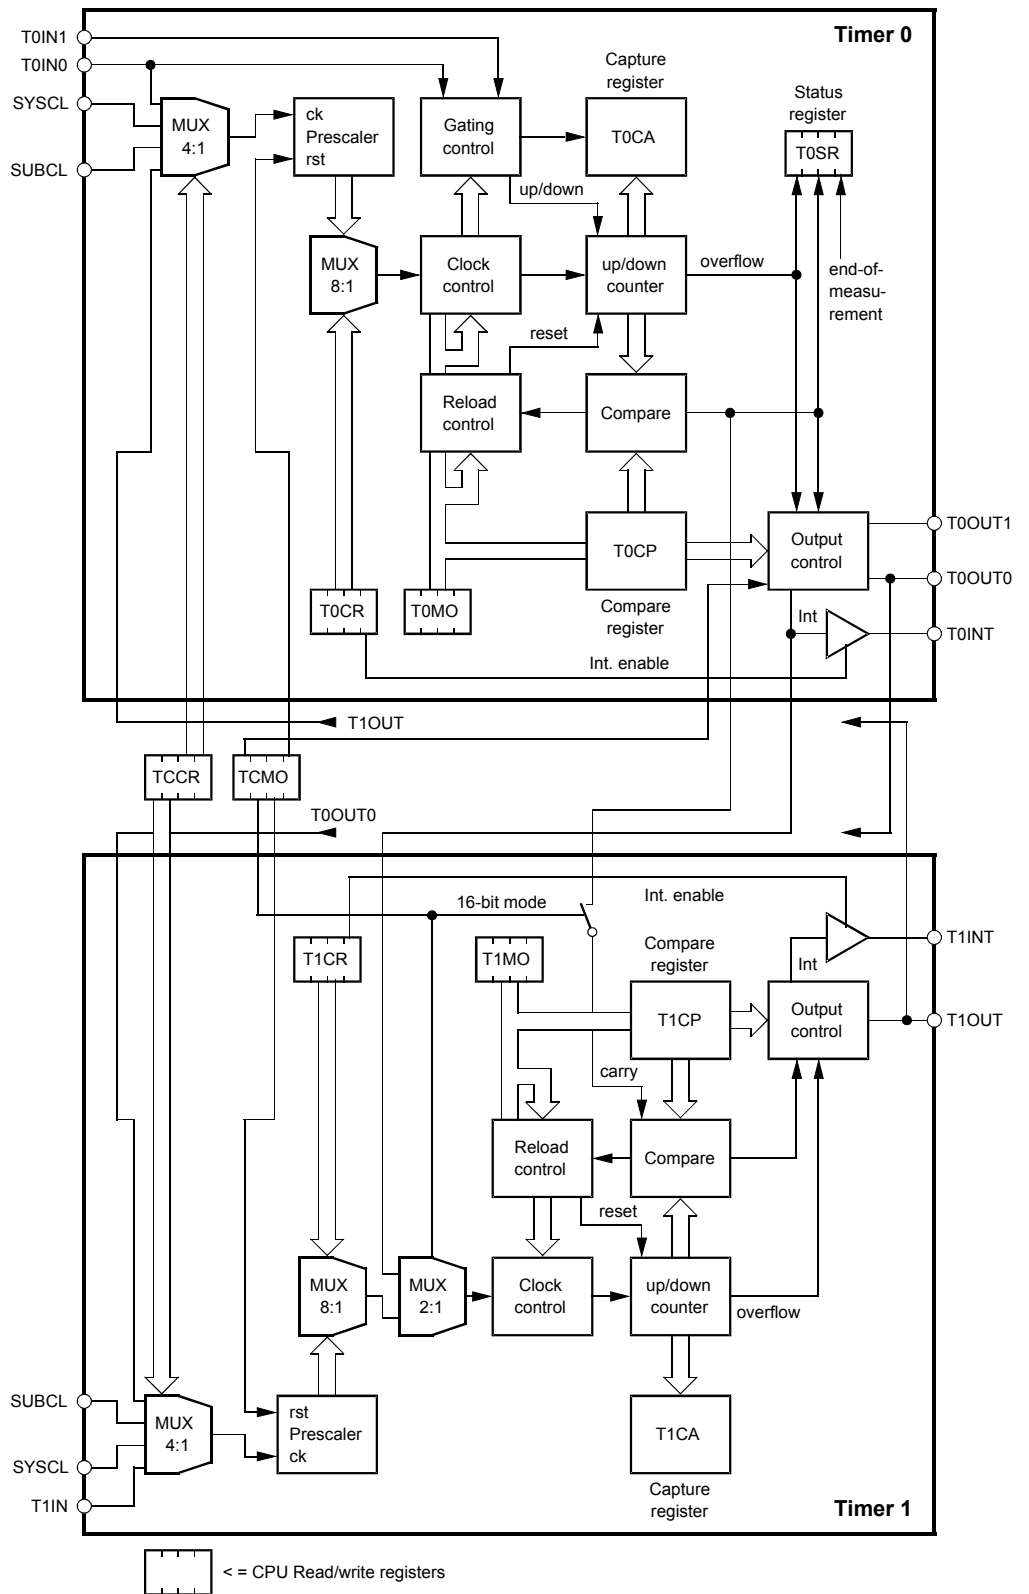 Timer 0
T0IN1
T0IN0
SYSCL
SUBCL
MUX
4:1
ck
Prescaler
rst
Gating
control
Capture
register
T0CA
Status
register
T0SR
up/down
MUX
8:1
Clock
control
up/down
counter
overflow
end-of-
measu-
rement
reset
Reload
control
Compare
T0CP
Compare
register
Output
control
T0OUT1
T0OUT0
T0CR
T0MO
Int
T0INT
Int. enable
T1OUT
TCCR
TCMO
T0OUT0
16-bit mode
Int. enable
T1CR
T1MO
Compare
register
T1INT
Int
T1CP
Output
control
T1OUT
carry
Reload
control
Compare
reset
MUX
8:1
MUX
2:1
Clock
control
up/down
counter
overflow
SUBCL
SYSCL
T1IN
MUX
4:1
rst
Prescaler
ck
T1CA
Capture
register
Timer 1
< = CPU Read/write registers